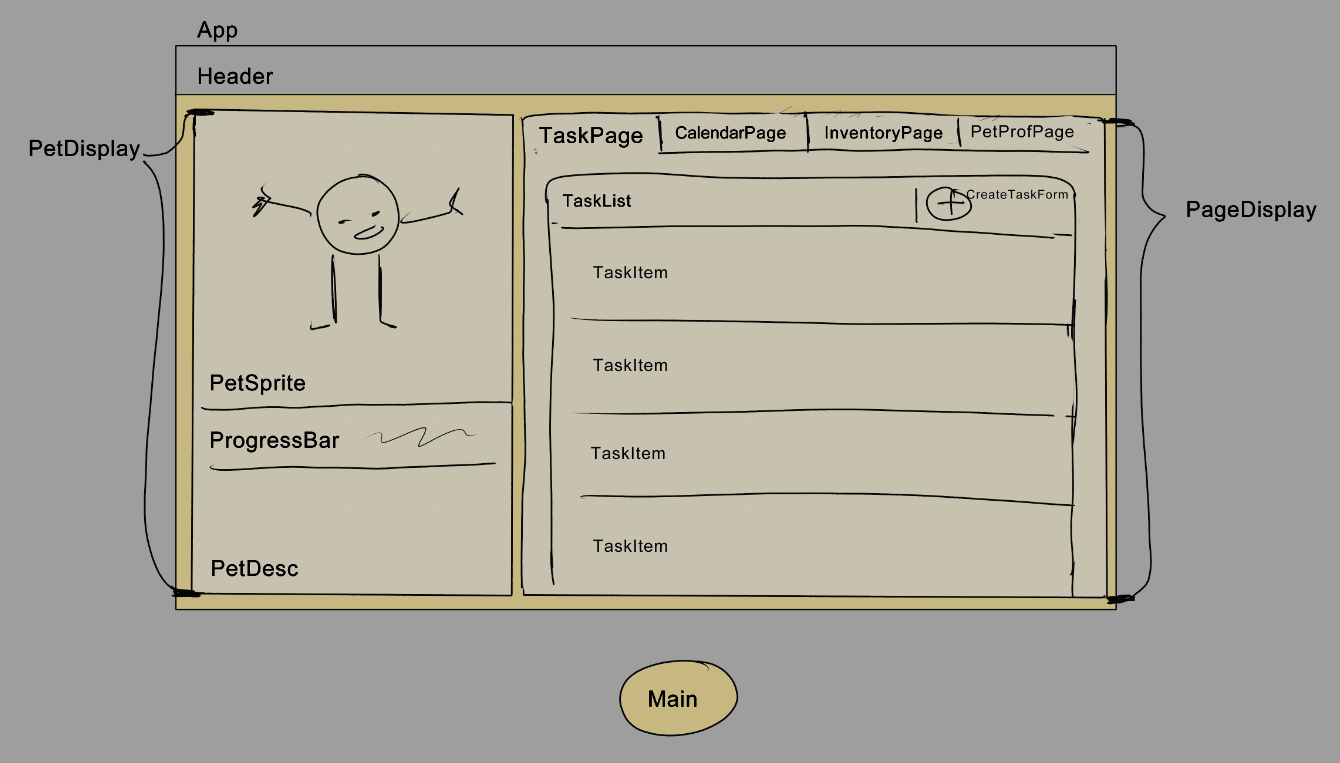 App
Header
PetDisplay
TaskPage
CalendarPage
InventoryPage
PetProfPage
TaskList
CreateTaskForm
PageDisplay
TaskItem
TaskItem
PetSprite
ProgressBar
TaskItem
TaskItem
PetDesc
Main